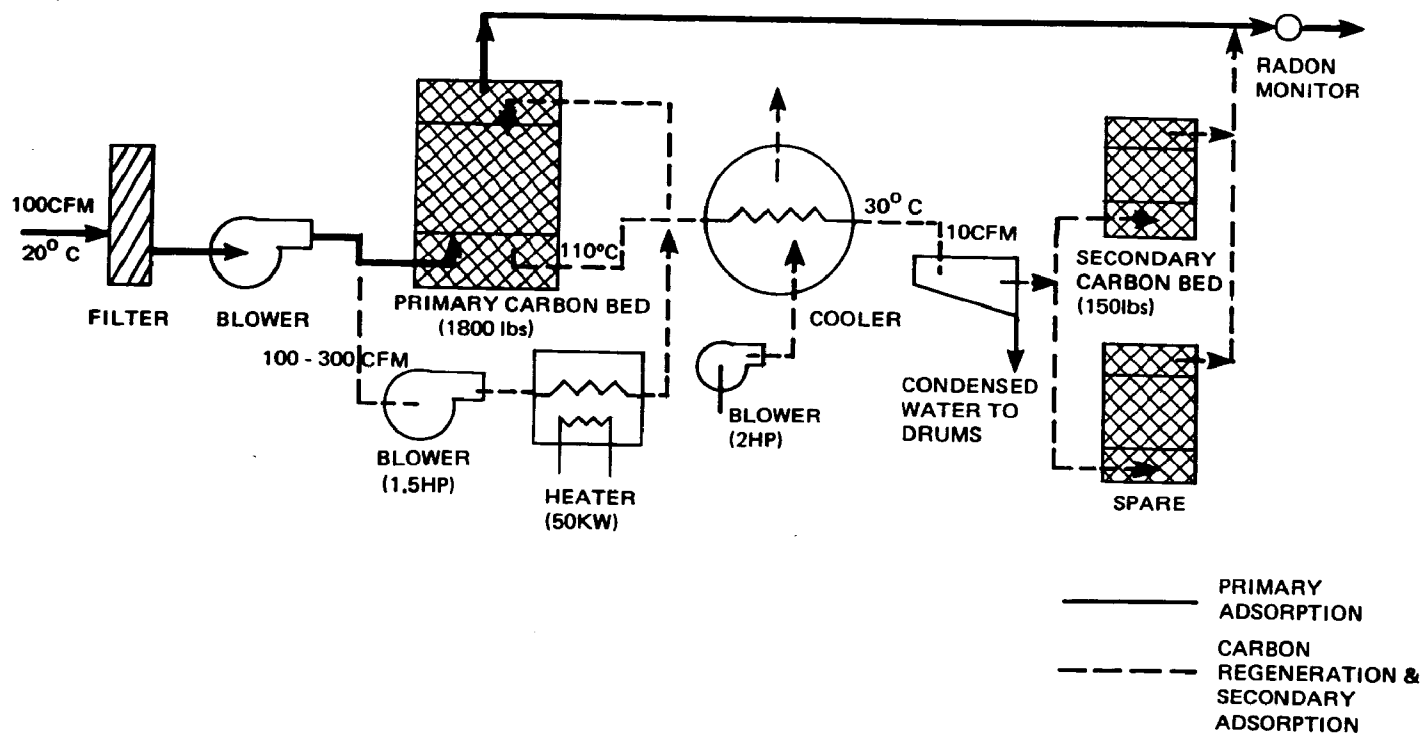 100CFM
20° C
FILTER
BLOWER
PRIMARY CARBON BED
(1800 lbs)
110°C
100 - 300 CFM
BLOWER
(1.5HP)
HEATER
(50KW)
BLOWER
(2HP)
COOLER
30° C
10CFM
CONDENSED
WATER TO
DRUMS
RADON
MONITOR
SECONDARY
CARBON BED
(150lbs)
SPARE
PRIMARY
ADSORPTION
CARBON
REGENERATION &
SECONDARY
ADSORPTION